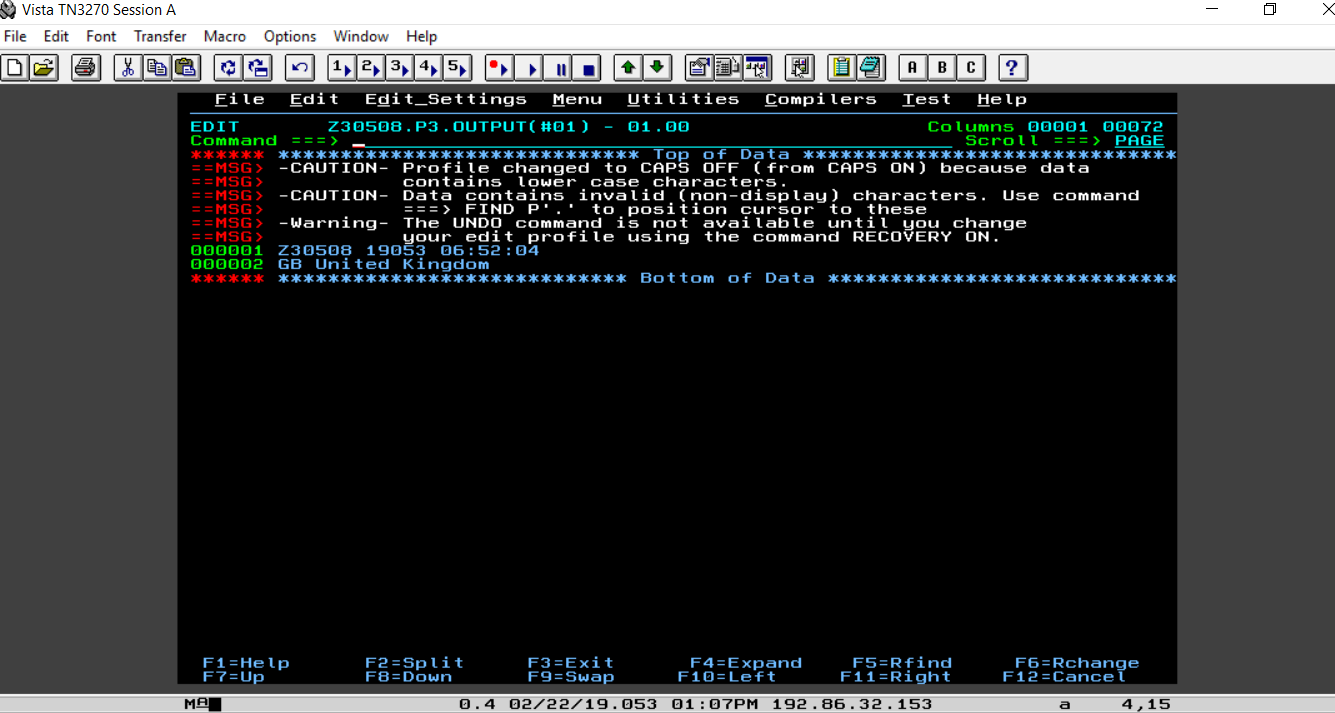 Vista TN3270 Session A
File Edit Font Transfer Macro Options Window Help
1 2 3 4 5 A B C ?
File Edit Edit_Settings Menu Utilities Compilers Test Help
EDIT Z30508.P3.OUTPUT(#01) - 01.00 Columns 00001 00072
Command ===> Scroll ===> PAGE
****** ***************************** Top of Data ******************************
==MSG> -CAUTION- Profile changed to CAPS OFF (from CAPS ON) because data
==MSG> contains lower case characters.
==MSG> -CAUTION- Data contains invalid (non-display) characters. Use command
==MSG> ===> FIND P'.' to position cursor to these
==MSG> -Warning- The UNDO command is not available until you change
==MSG> your edit profile using the command RECOVERY ON.
000001 Z30508 19053 06:52:04
000002 GB United Kingdom
****** **************************** Bottom of Data ****************************
F1=Help F2=Split F3=Exit F4=Expand F5=Rfind F6=Rchange
F7=Up F8=Down F9=Swap F10=Left F11=Right F12=Cancel
MA 0.4 02/22/19.053 01:07PM 192.86.32.153 a 4,15